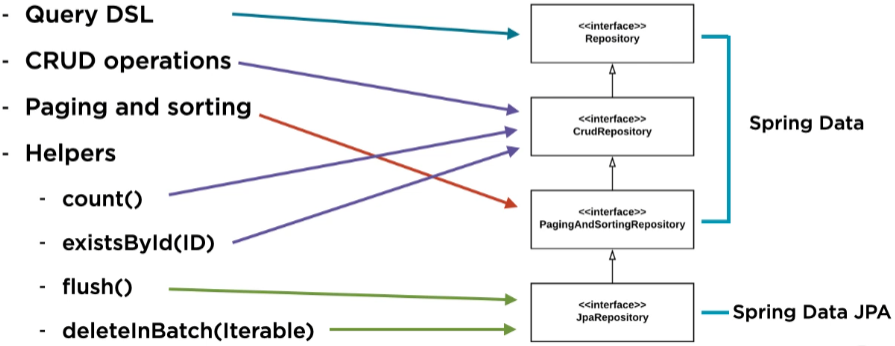 - Query DSL
- CRUD operations
- Paging and sorting
- Helpers
- count()
- existsById(ID)
- flush()
- deleteInBatch(Iterable)
<<interface>>
Repository
<<interface>>
CrudRepository
<<interface>>
PagingAndSortingRepository
<<interface>>
JpaRepository
Spring Data
Spring Data JPA